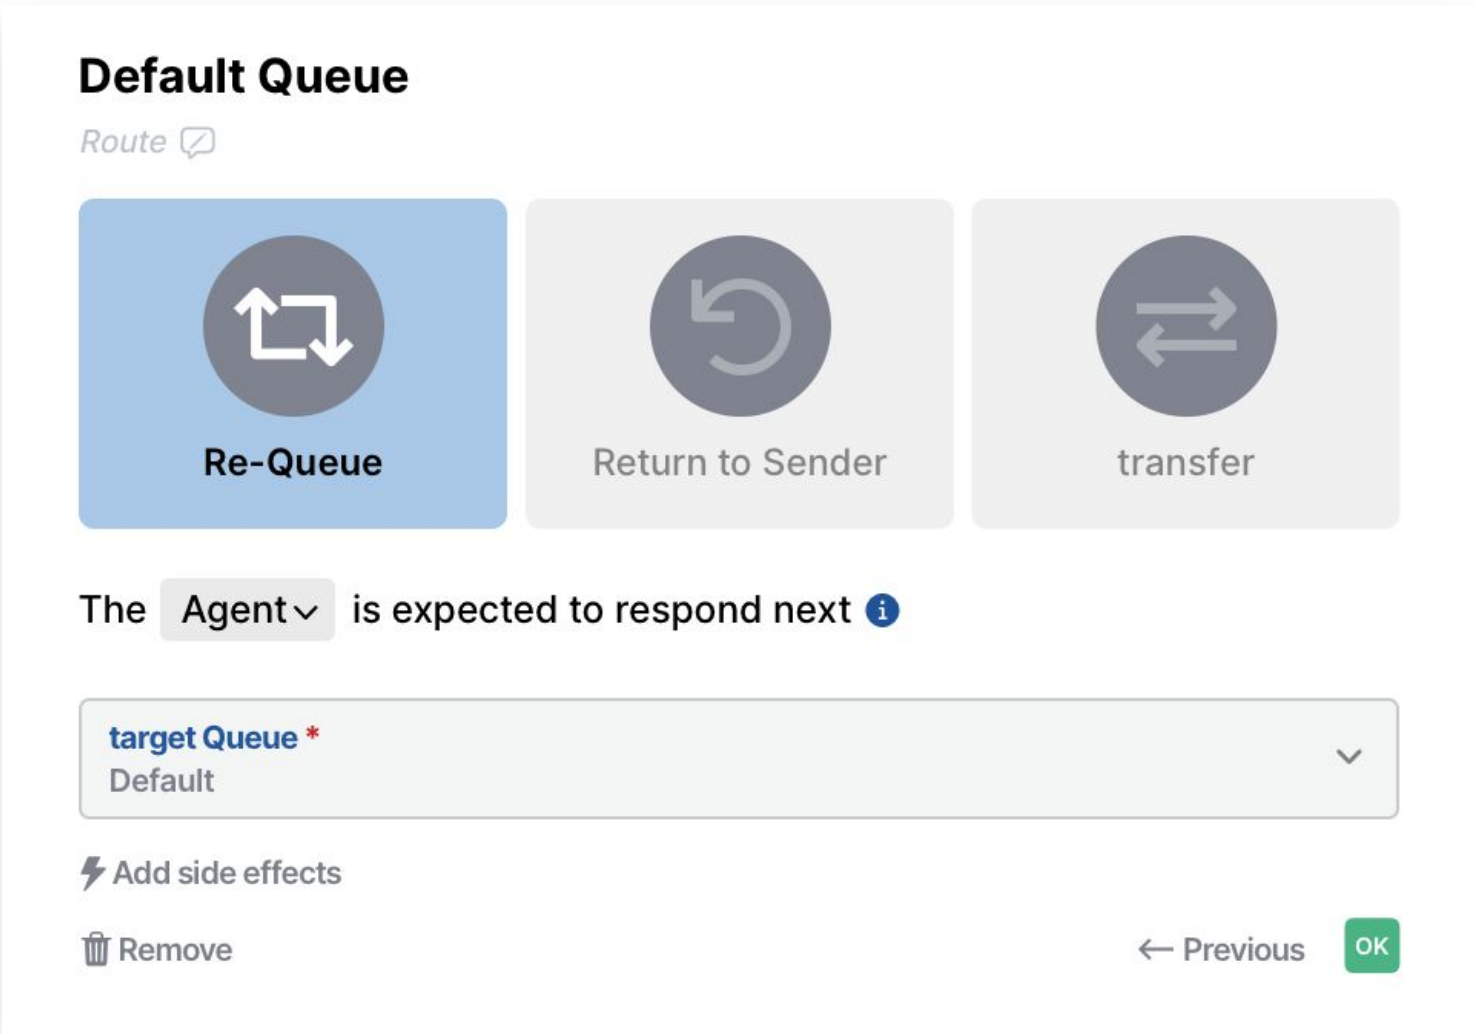 Default Queue
Route
Re-Queue
Return to Sender
transfer
The Agent is expected to respond next
target Queue *
Default
Add side effects
Remove
Previous
OK